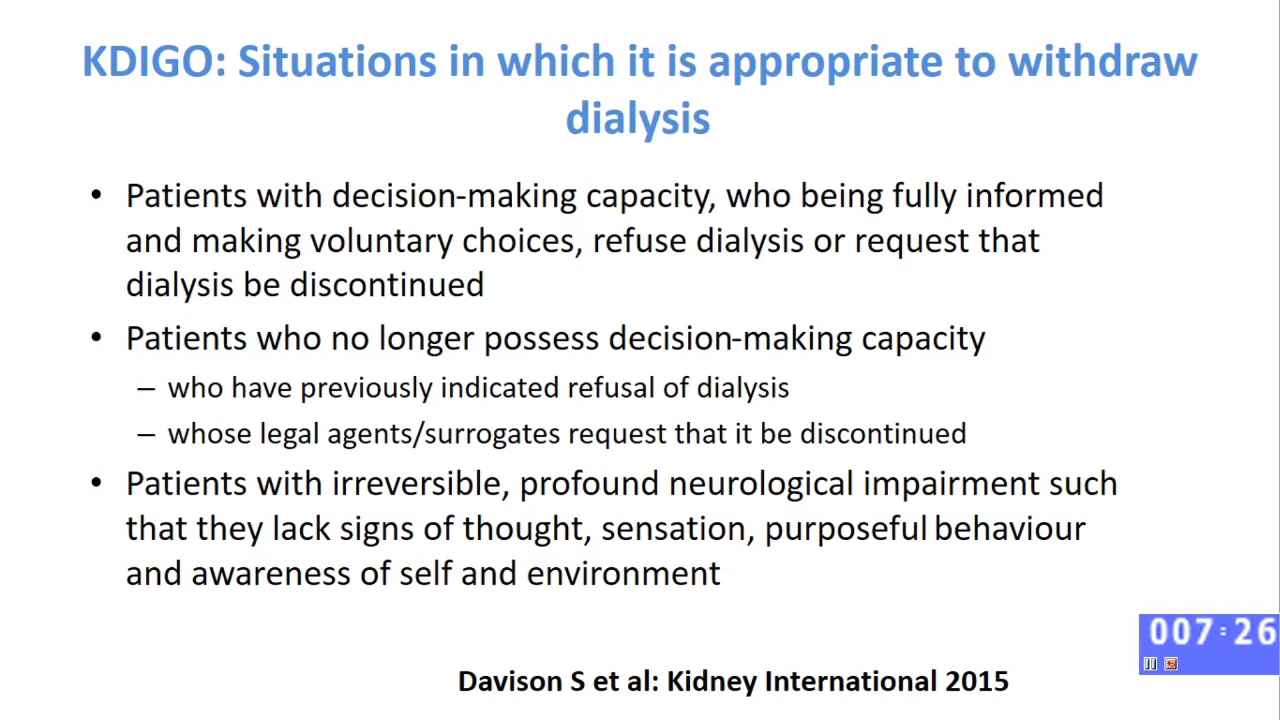 KDIGO: Situations in which it is appropriate to withdraw
dialysis
• Patients with decision-making capacity, who being fully informed
and making voluntary choices, refuse dialysis or request that
dialysis be discontinued
• Patients who no longer possess decision-making capacity
– who have previously indicated refusal of dialysis
– whose legal agents/surrogates request that it be discontinued
• Patients with irreversible, profound neurological impairment such
that they lack signs of thought, sensation, purposeful behaviour
and awareness of self and environment
007:26
Davison S et al: Kidney International 2015